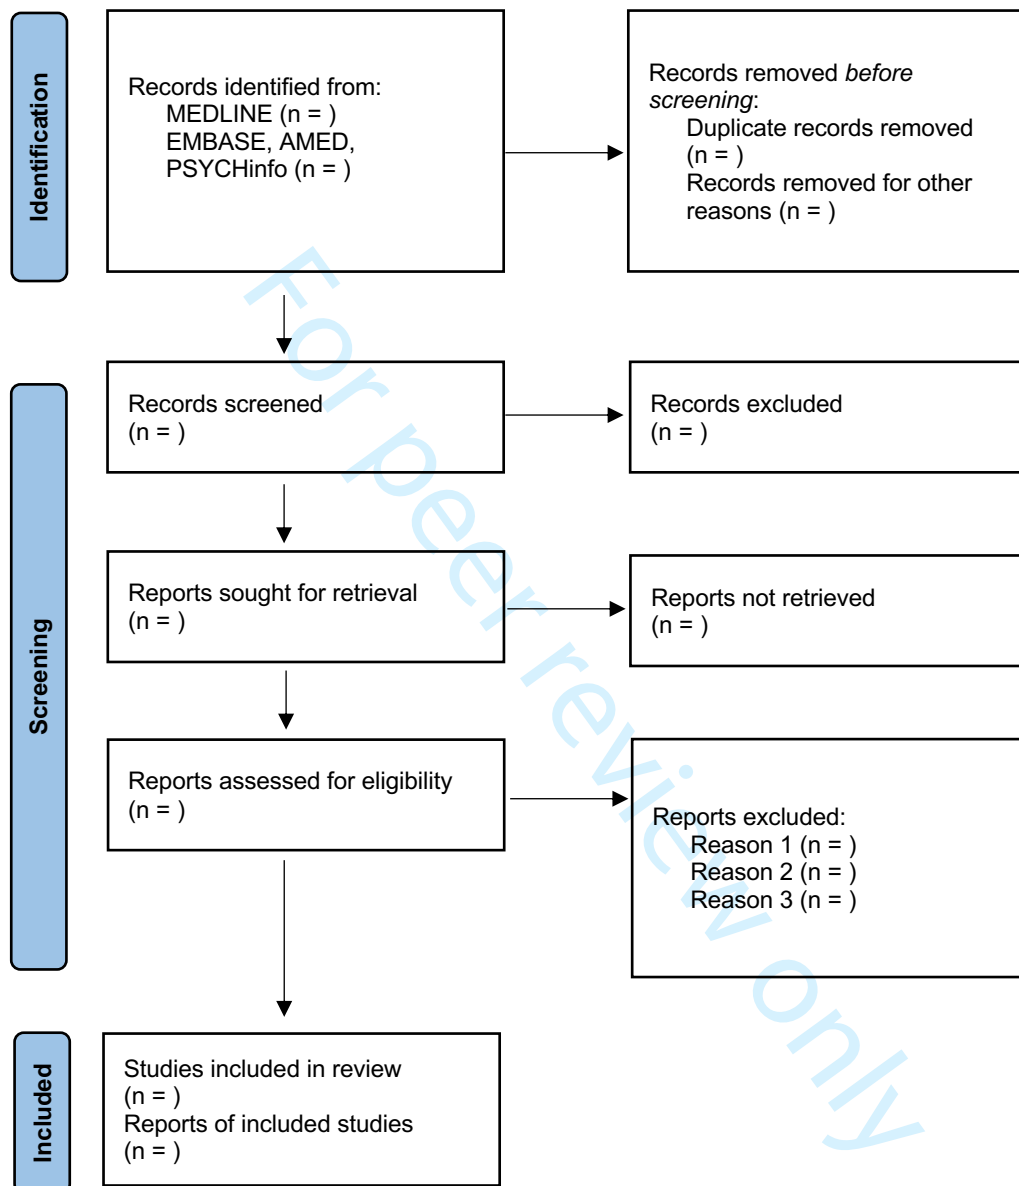 Identification
Records identified from:
MEDLINE (n = )
EMBASE, AMED,
PSYCHinfo (n = )
Records removed before
screening:
Duplicate records removed
(n = )
Records removed for other
reasons (n = )
Screening
Records screened
(n = )
Records excluded
(n = )
Reports sought for retrieval
(n = )
Reports not retrieved
(n = )
Reports assessed for eligibility
(n = )
Reports excluded:
Reason 1 (n = )
Reason 2 (n = )
Reason 3 (n = )
Included
Studies included in review
(n = )
Reports of included studies
(n = )
For peer review only